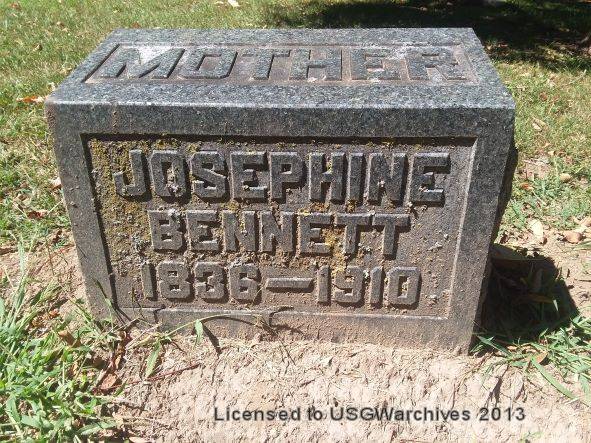 MOTHER
JOSEPHINE
BENNETT
1836—1910
Licensed to USGWarchives 2013